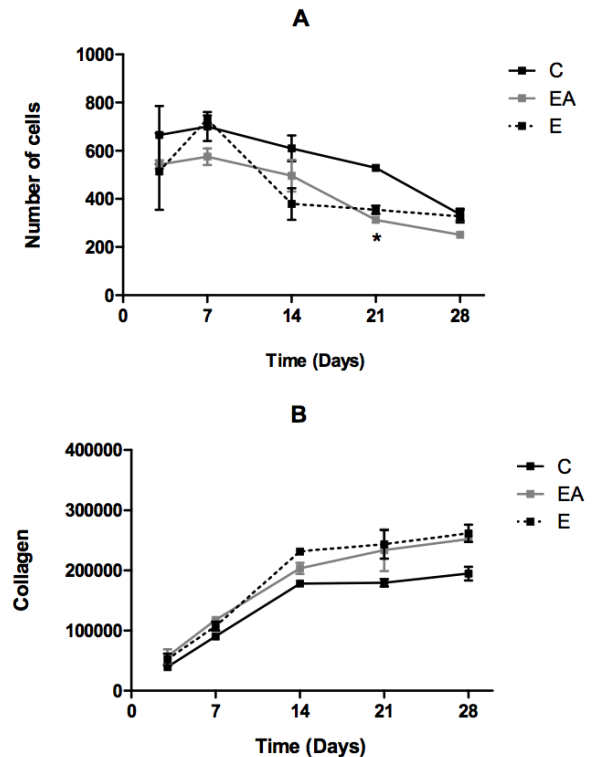 A
1000
800
600
400
200
0
0 7 14 21 28
Number of cells
Time (Days)
C
EA
E
*
B
400000
300000
200000
100000
0
0 7 14 21 28
Collagen
Time (Days)
C
EA
E